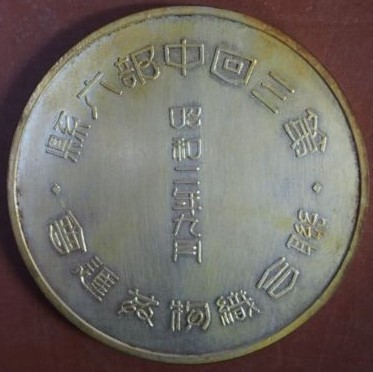 第三回中部六縣
聯合織物共進會
昭和二年九月